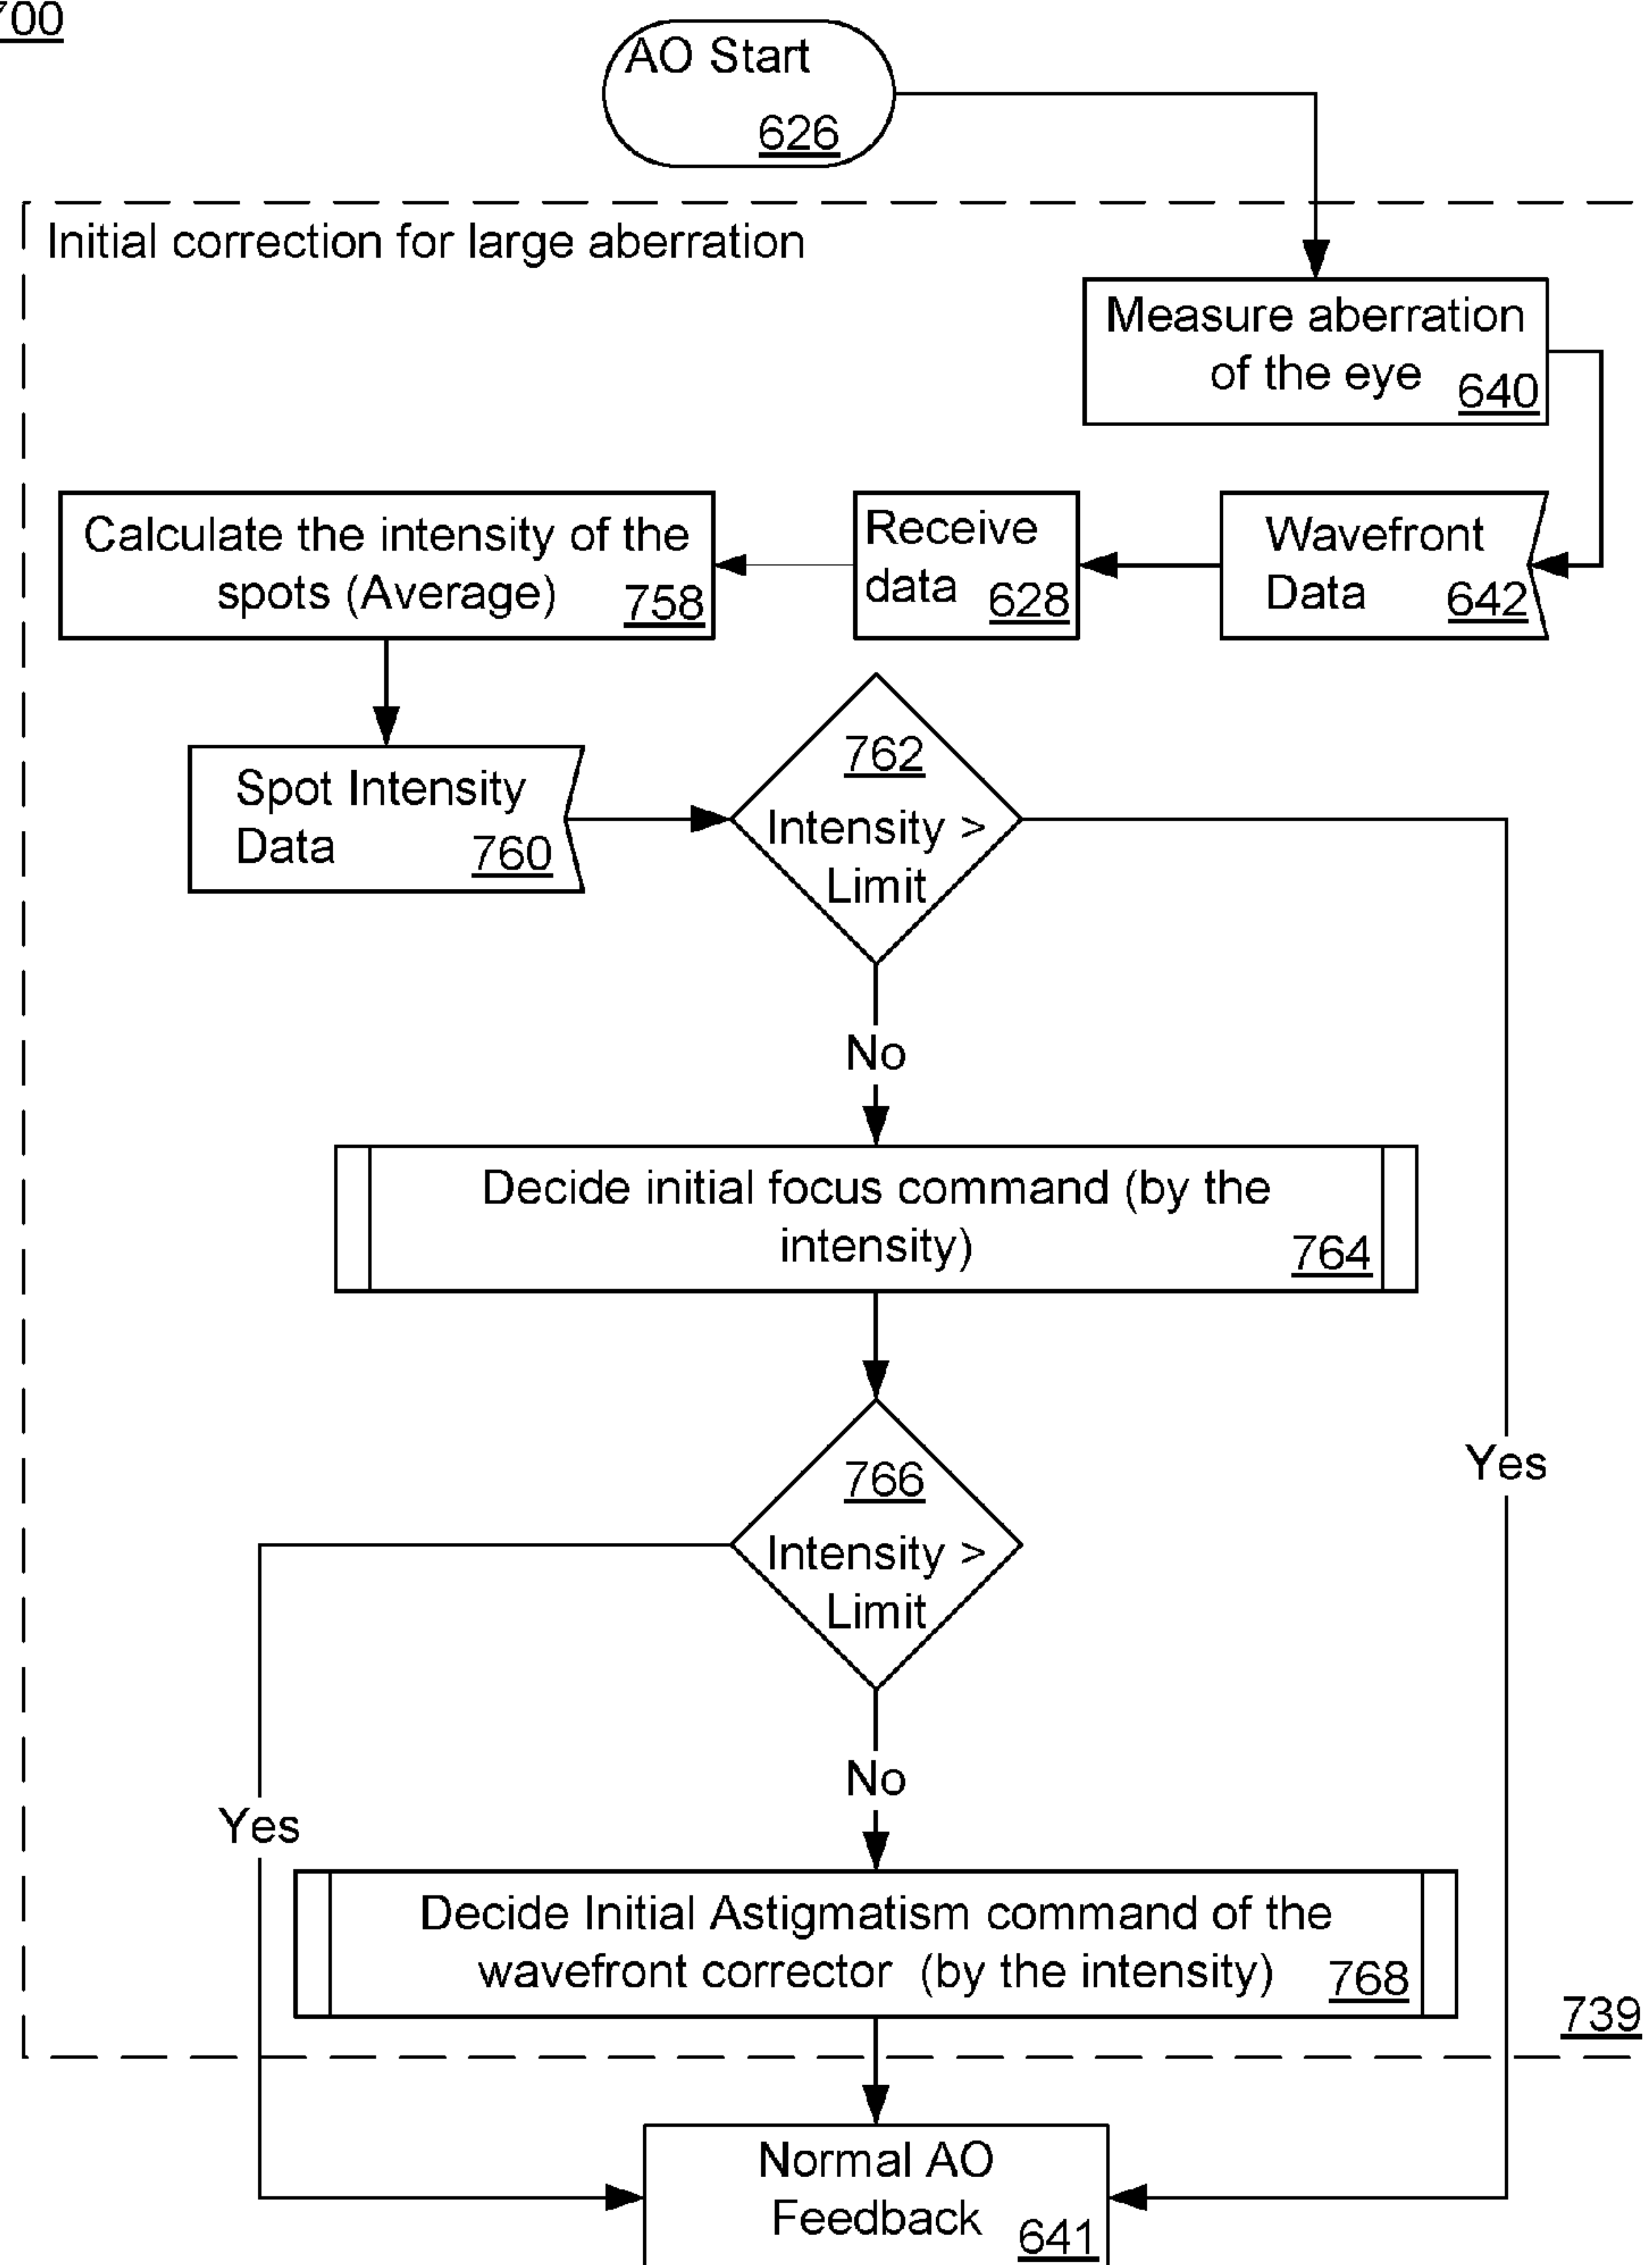 700
AO Start
626
Initial correction for large aberration
Measure aberration
of the eye 640
Calculate the intensity of the
spots (Average) 758
Receive
data 628
Wavefront
Data 642
Spot Intensity
Data 760
762
Intensity >
Limit
No
Decide initial focus command (by the
intensity) 764
766
Intensity >
Limit
Yes
No
Yes
Decide Initial Astigmatism command of the
wavefront corrector (by the intensity) 768
739
Normal AO
Feedback 641